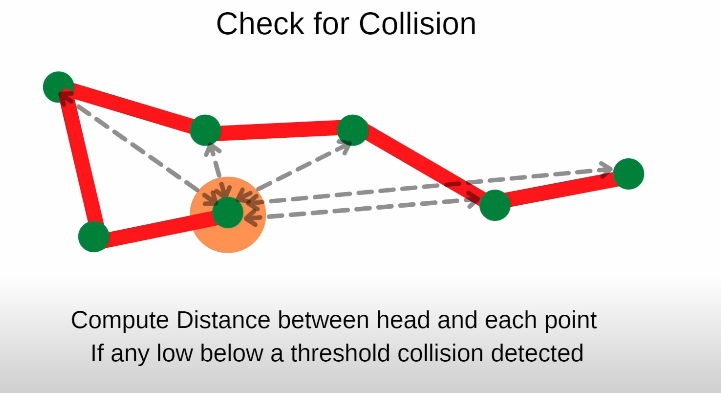 Check for Collision
Compute Distance between head and each point
If any low below a threshold collision detected